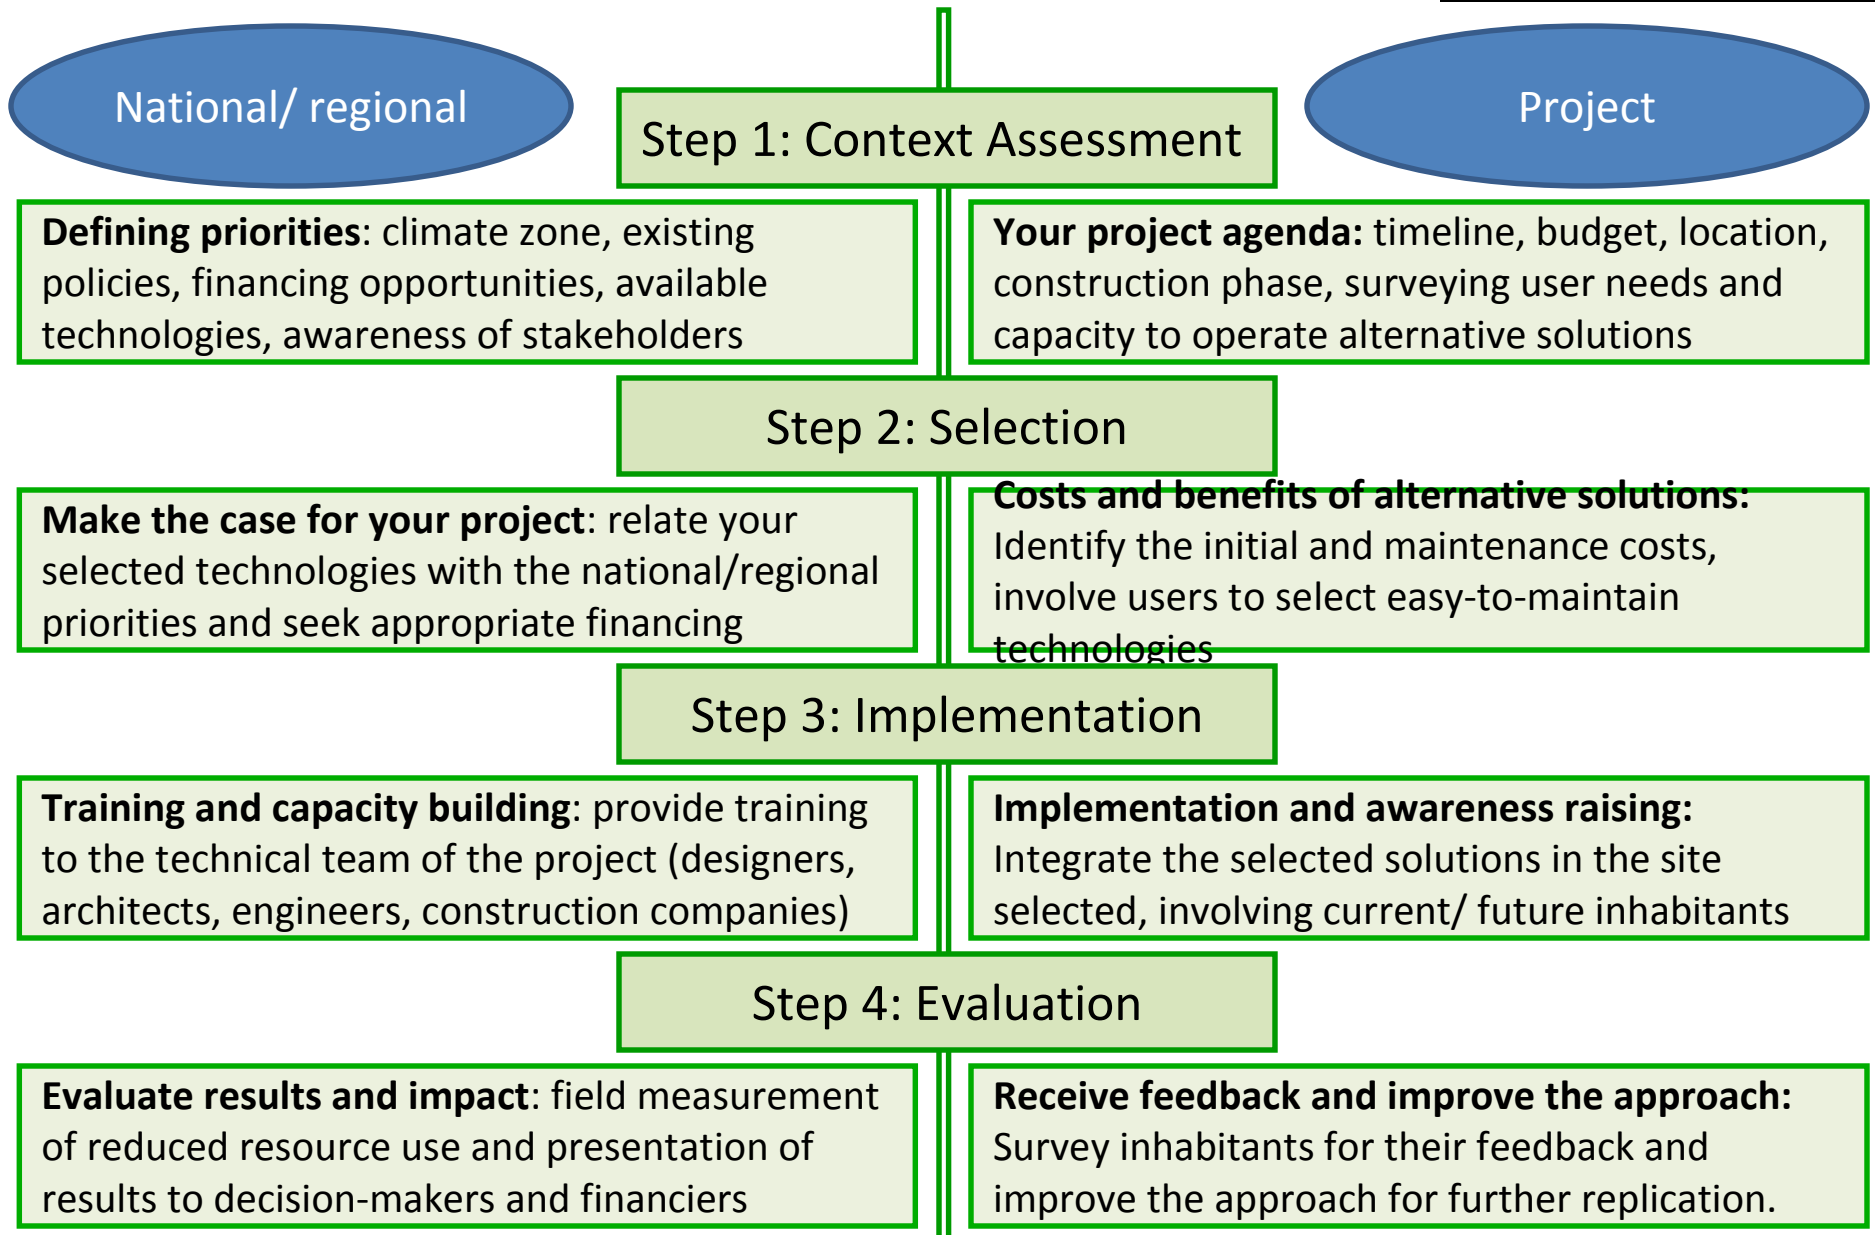 National/ regional
Project
Step 1: Context Assessment
Defining priorities: climate zone, existing
policies, financing opportunities, available
technologies, awareness of stakeholders
Your project agenda: timeline, budget, location,
construction phase, surveying user needs and
capacity to operate alternative solutions
Step 2: Selection
Make the case for your project: relate your
selected technologies with the national/regional
priorities and seek appropriate financing
Costs and benefits of alternative solutions:
Identify the initial and maintenance costs,
involve users to select easy-to-maintain
technologies
Step 3: Implementation
Training and capacity building: provide training
to the technical team of the project (designers,
architects, engineers, construction companies)
Implementation and awareness raising:
Integrate the selected solutions in the site
selected, involving current/ future inhabitants
Step 4: Evaluation
Evaluate results and impact: field measurement
of reduced resource use and presentation of
results to decision-makers and financiers
Receive feedback and improve the approach:
Survey inhabitants for their feedback and
improve the approach for further replication.